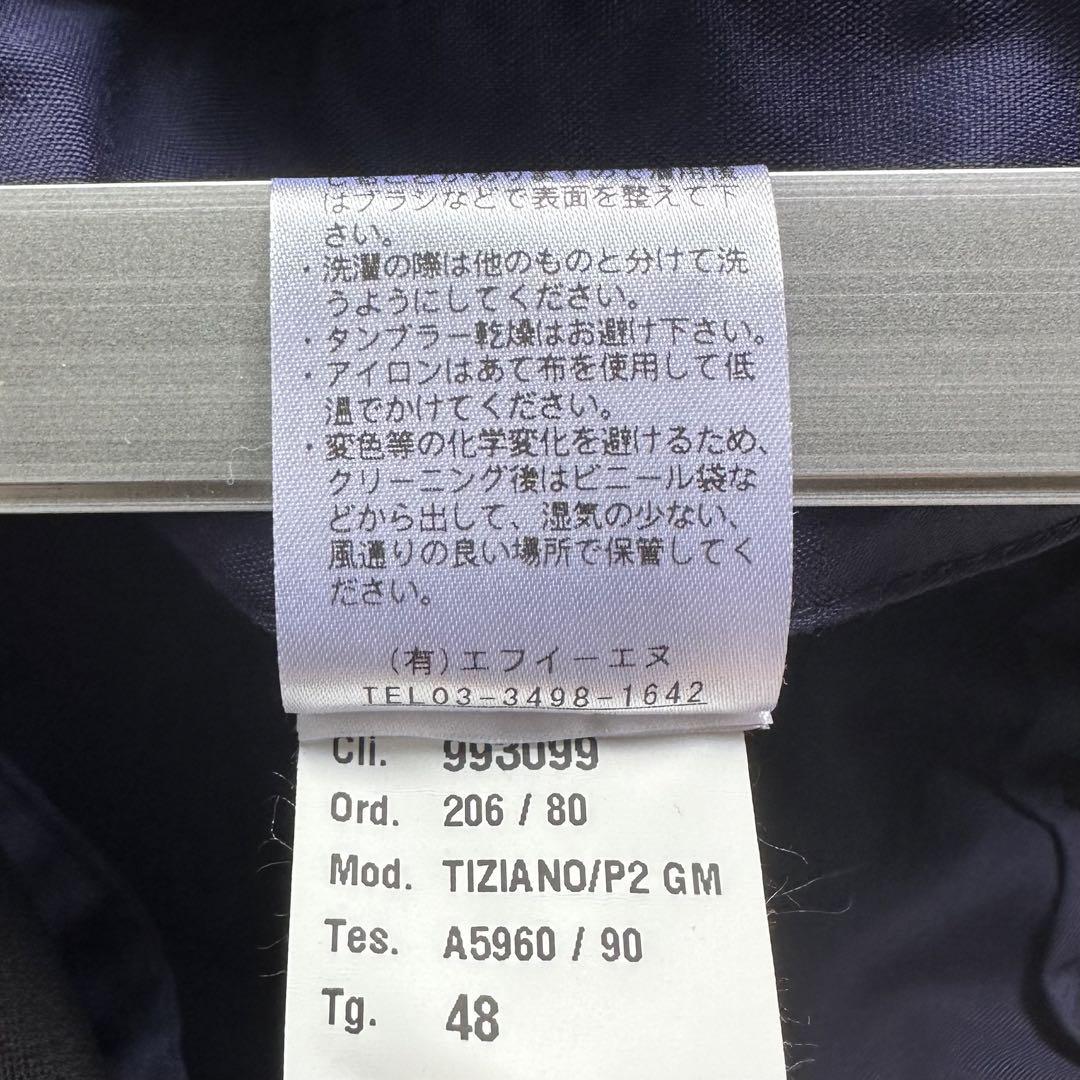 はブラシなどで表面を整えて下
さい。
・洗濯の際は他のものと分けて洗
うようにしてください。
・タンブラー乾燥はお避け下さい。
・アイロンはあて布を使用して低
温でかけてください。
・変色等の化学変化を避けるため、
クリーニング後はビニール袋な
どから出して、湿気の少ない、
風通りの良い場所で保管してく
ださい。
(有)エフイーエヌ
TEL03-3498-1642
Cli. 993099
Ord. 206 / 80
Mod. TIZIANO/P2 GM
Tes. A5960 / 90
Tg. 48